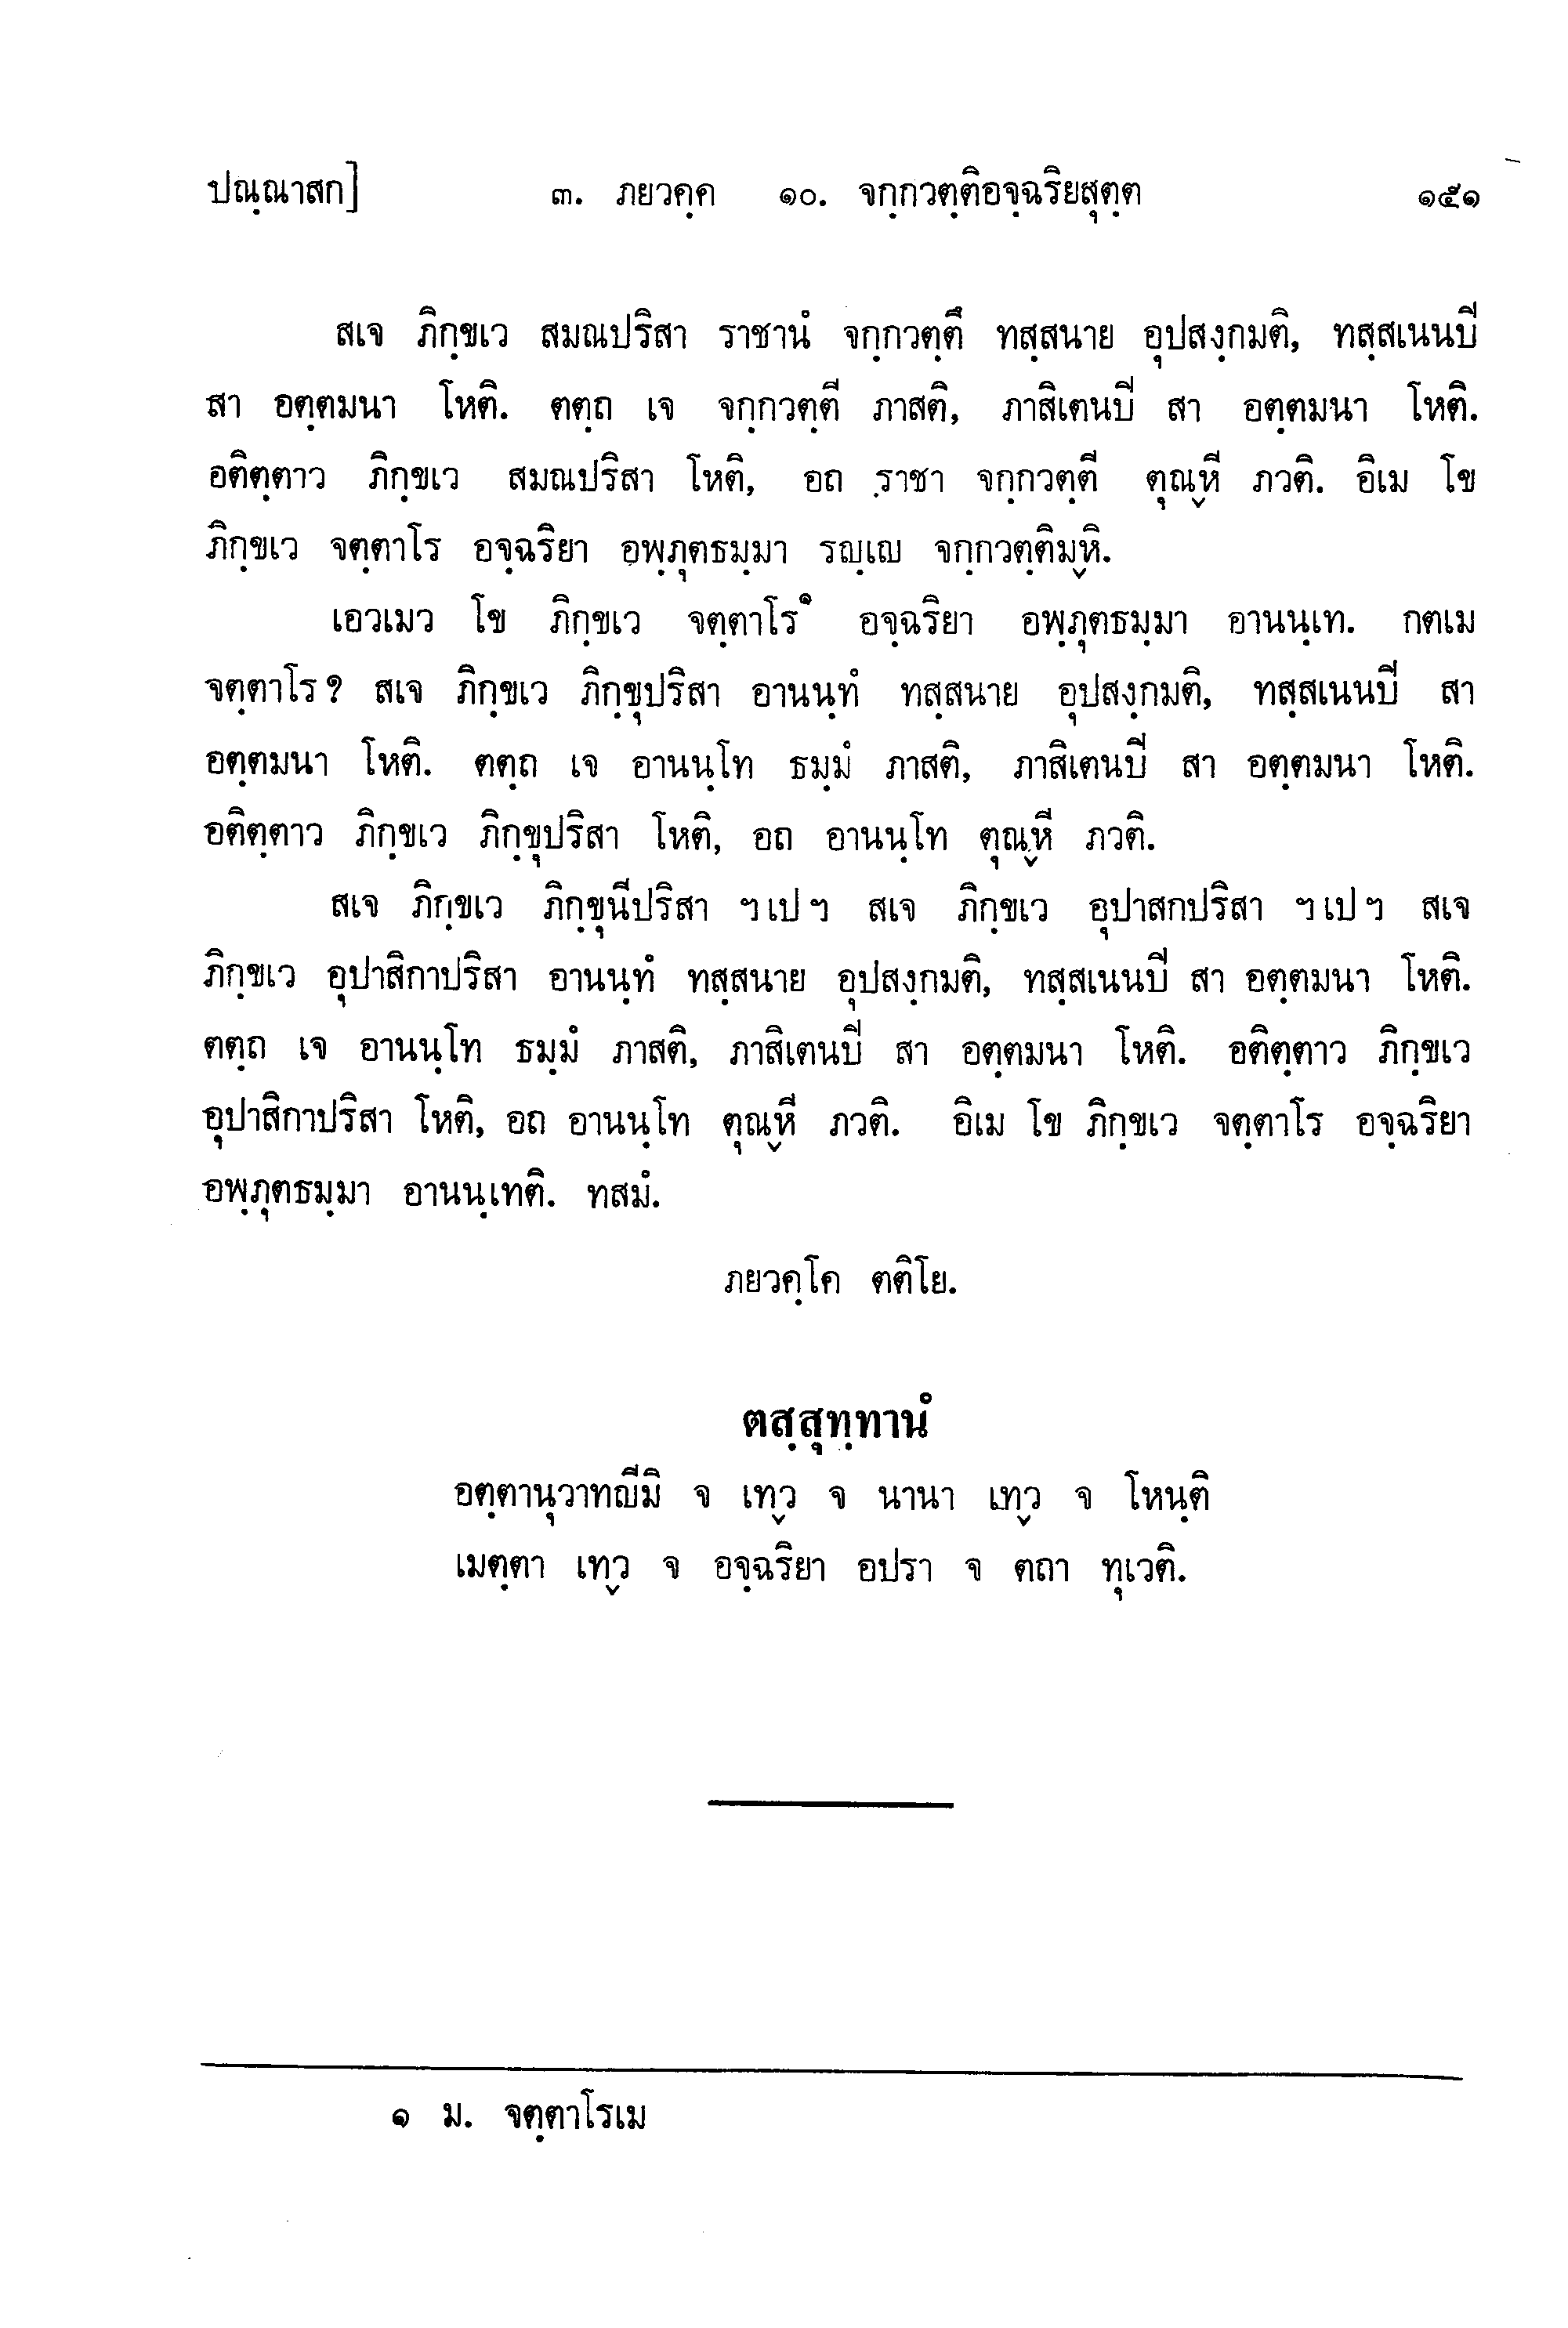 ปณฺณาสก]	๓. ภยวคฺค	๑๐. จกฺกวตฺติอจฺฉริยสุตฺต	๑๕๑
สเจ ภิกฺขเว สมณปริสา ราชานํ จกฺกวตฺตึ ทสฺสนาย อุปสงฺกมติ, ทสฺสเนนปิ
สา อตฺตมนา โหติ. ตตฺถ เจ จกฺกวตฺตี ภาสติ, ภาสิเตนปิ สา อตฺตมนา โหติ.
อติตฺตาว ภิกฺขเว สมณปริสา โหติ, อถ ราชา จกฺกวตฺตี ตุณฺหี ภวติ. อิเม โข
ภิกฺขเว จตฺตาโร อจฺฉริยา อพฺภุตธมฺมา รญฺเญ จกฺกวตฺติมฺหิ.
เอวเมว โข ภิกฺขเว จตฺตาโร๑ อจฺฉริยา อพฺภุตธมฺมา อานนฺเท. กตเม
จตฺตาโร? สเจ ภิกฺขเว ภิกฺขุปริสา อานนฺทํ ทสฺสนาย อุปสงฺกมติ, ทสฺสเนนปิ สา
อตฺตมนา โหติ. ตตฺถ เจ อานนฺโท ธมฺมํ ภาสติ, ภาสิเตนปิ สา อตฺตมนา โหติ.
อติตฺตาว ภิกฺขเว ภิกฺขุปริสา โหติ, อถ อานนฺโท ตุณฺหี ภวติ.
สเจ ภิกฺขเว ภิกฺขุนีปริสา ฯเปฯ สเจ ภิกฺขเว อุปาสกปริสา ฯเปฯ สเจ
ภิกฺขเว อุปาสิกาปริสา อานนฺทํ ทสฺสนาย อุปสงฺกมติ, ทสฺสเนนปิ สา อตฺตมนา โหติ.
ตตฺถ เจ อานนฺโท ธมฺมํ ภาสติ, ภาสิเตนปิ สา อตฺตมนา โหติ. อติตฺตาว ภิกฺขเว
อุปาสิกาปริสา โหติ, อถ อานนฺโท ตุณฺหี ภวติ. อิเม โข ภิกฺขเว จตฺตาโร อจฺฉริยา
อพฺภุตธมฺมา อานนฺเทติ. ทสมํ.
ภยวคฺโค ตติโย.
ตสฺสุทฺทานํ
อตฺตานุวาทญีมิ จ เทฺว จ นานา เทฺว จ โหนฺติ
เมตฺตา เทฺว จ อจฺฉริยา อปรา จ ตถา ทุเวติ.
๑ ม. จตฺตาโรเม